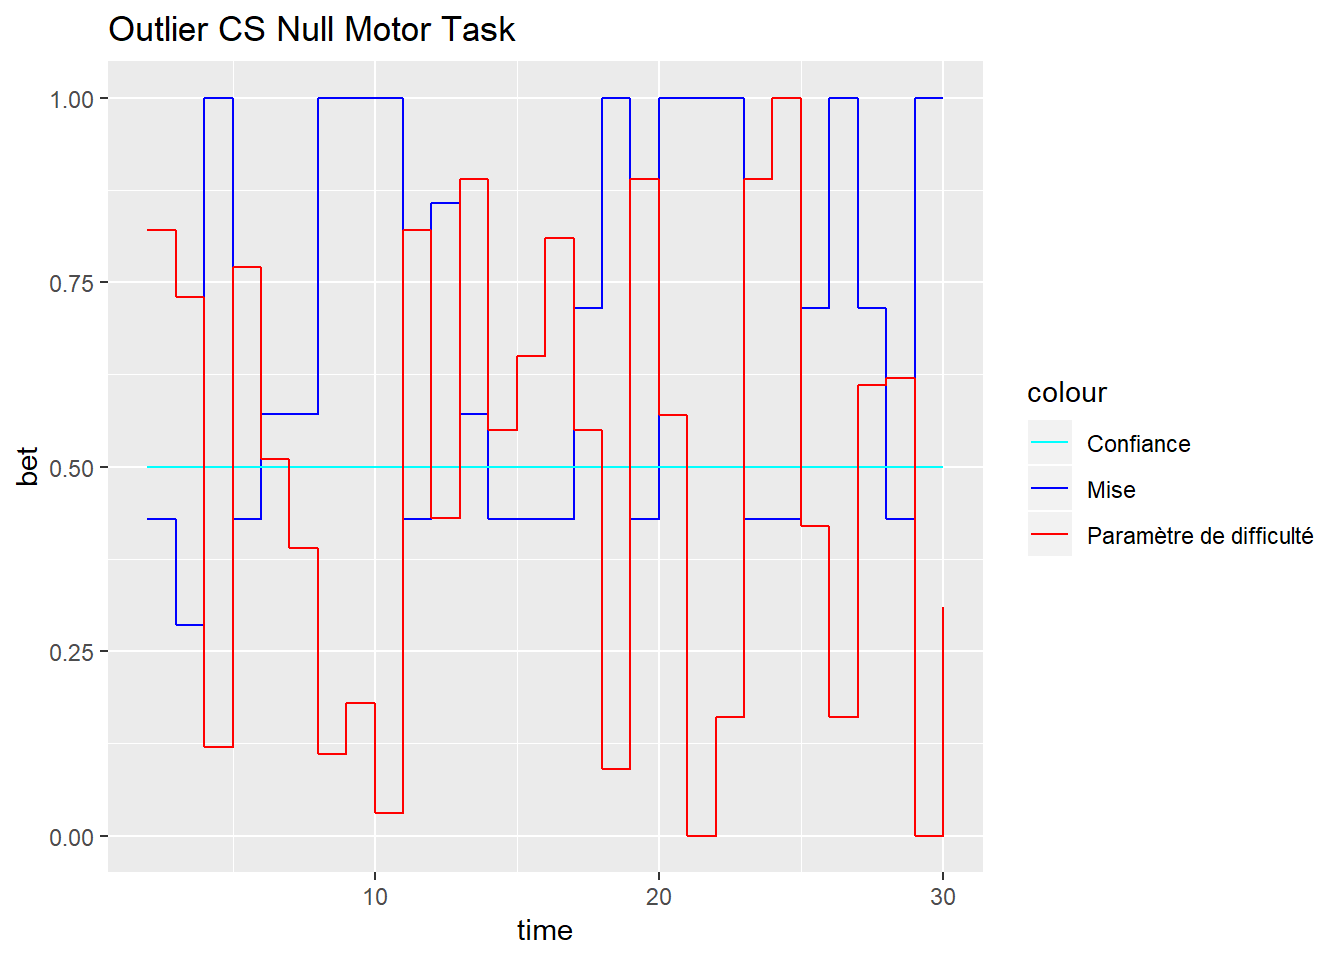 Outlier CS Null Motor Task
1.00
0.75
0.50
0.25
0.00
bet
10
20
30
time
colour
Confiance
Mise
Paramètre de difficulté